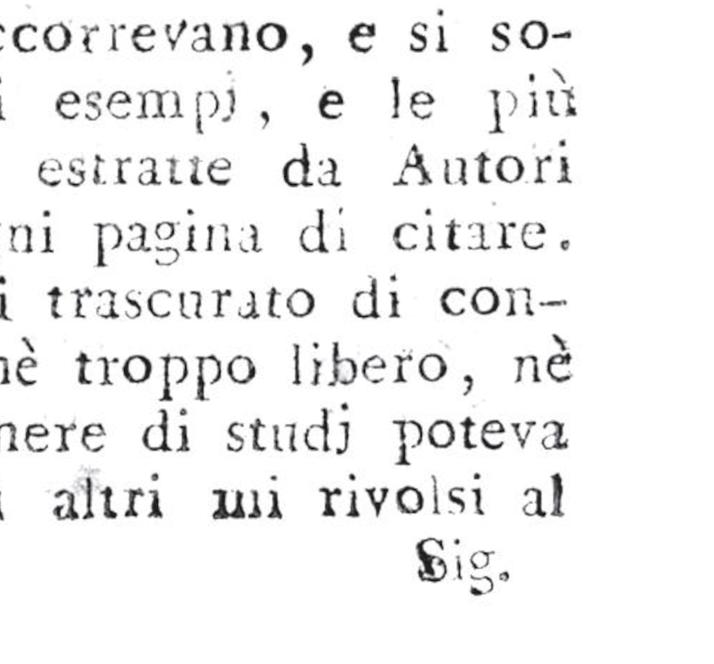 ccorrevano, e si so-
i esempj, e le più
estratte da Autori
gni pagina di citare.
i trascurato di con-
nè troppo libero, nè
nere di studj poteva
i altri mi rivolsi al
Sig.